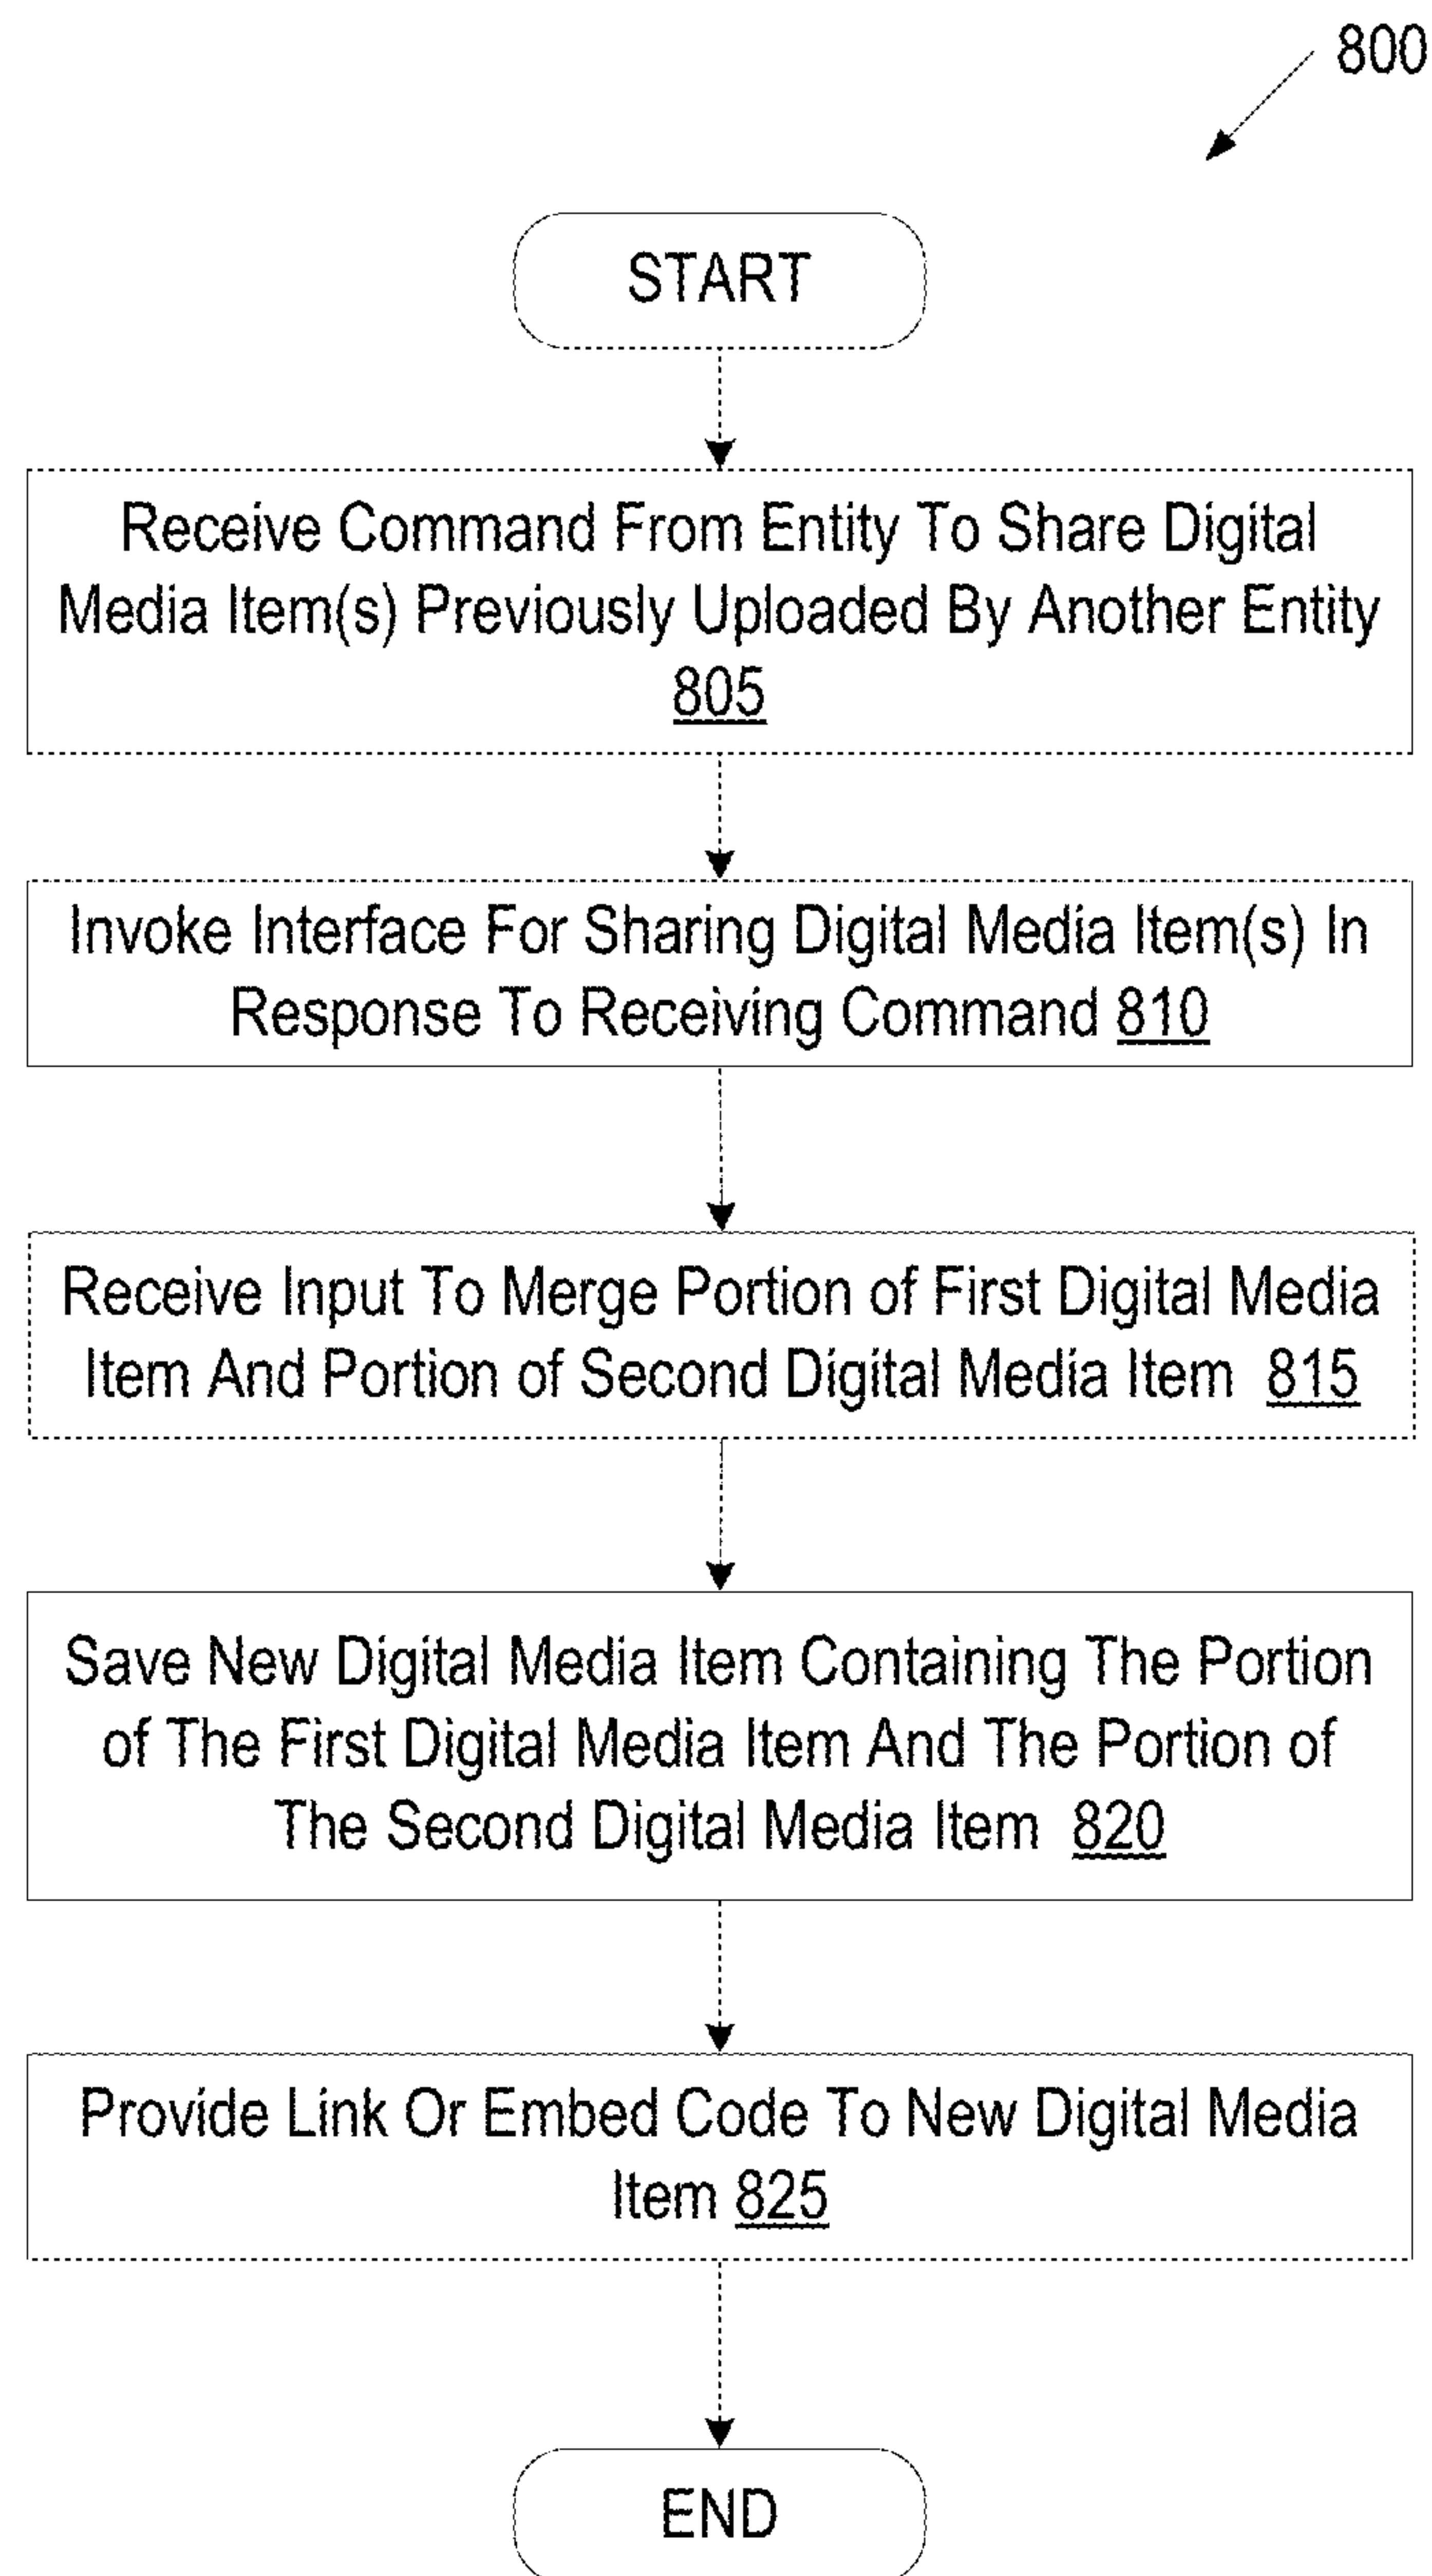 800
START
Receive Command From Entity To Share Digital
Media Item(s) Previously Uploaded By Another Entity
805
Invoke Interface For Sharing Digital Media Item(s) In
Response To Receiving Command 810
Receive Input To Merge Portion of First Digital Media
Item And Portion of Second Digital Media Item 815
Save New Digital Media Item Containing The Portion
of The First Digital Media Item And The Portion of
The Second Digital Media Item 820
Provide Link Or Embed Code To New Digital Media
Item 825
END